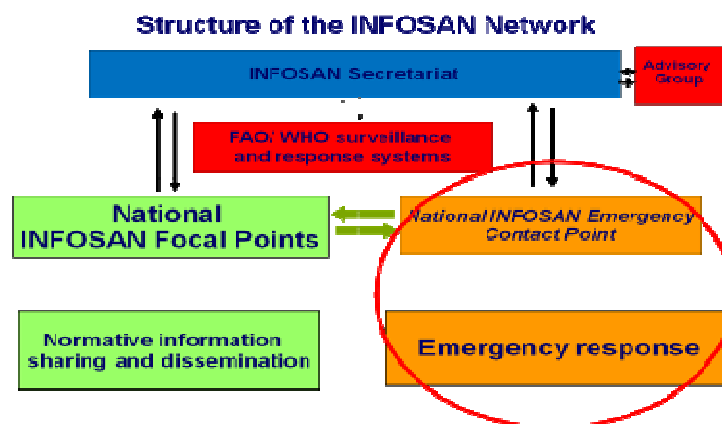 Structure of the INFOSAN Network
INFOSAN Secretariat
Advisory
Group
FAO/ WHO surveillance
and response systems
National
INFOSAN Focal Points
National INFOSAN Emergency
Contact Point
Normative information
sharing and dissemination
Emergency response